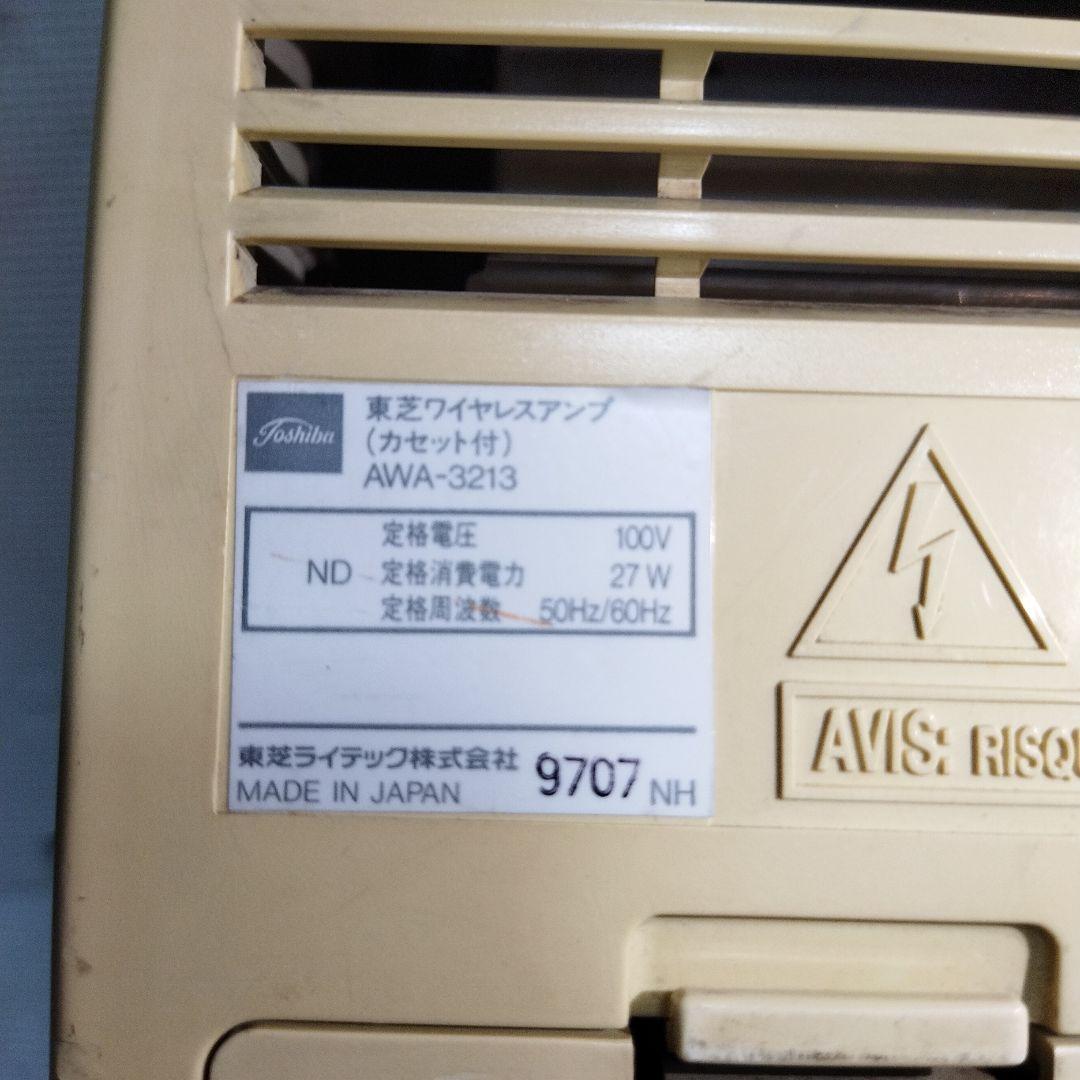 Toshiba
東芝ワイヤレスアンプ
(カセット付)
AWA-3213
ND
定格電圧 100V
定格消費電力 27W
定格周波数 50Hz/60Hz
東芝ライテック株式会社 9707 NH
MADE IN JAPAN
AVIS: RISQU